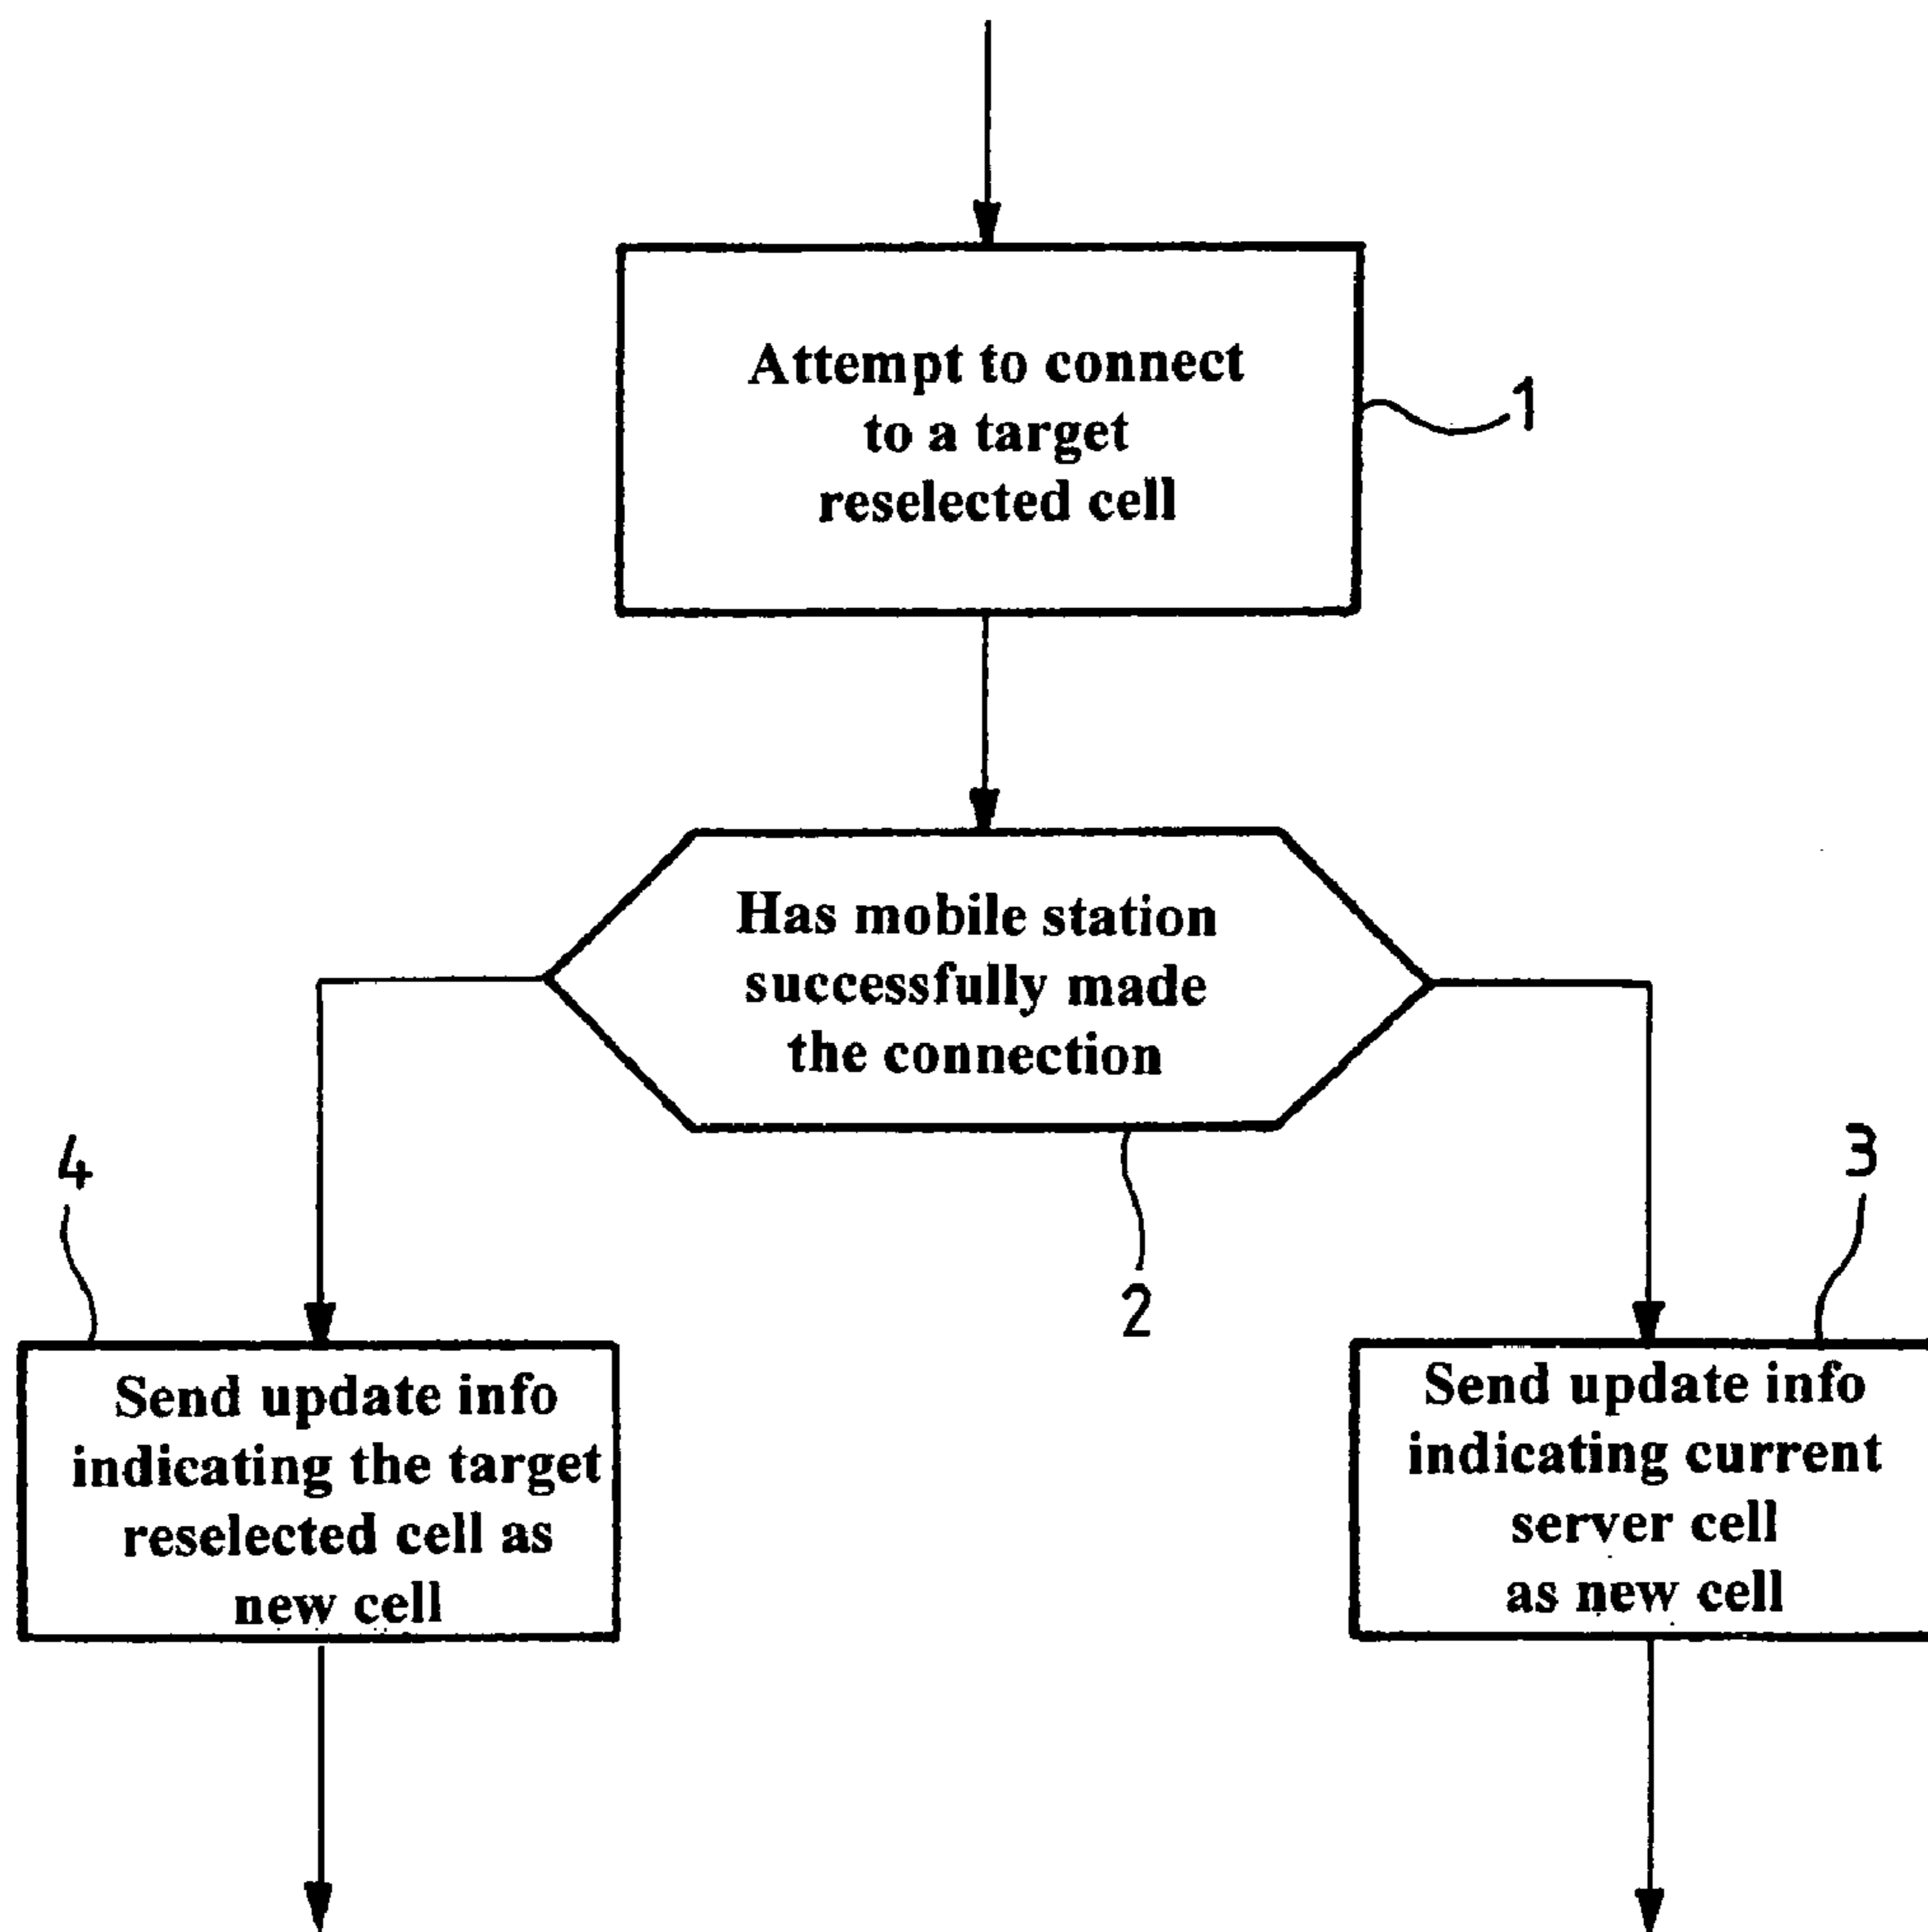 Attempt to connect
to a target
reselected cell
1
Has mobile station
successfully made
the connection
2
4
Send update info
indicating the target
reselected cell as
new cell
3
Send update info
indicating current
server cell
as new cell